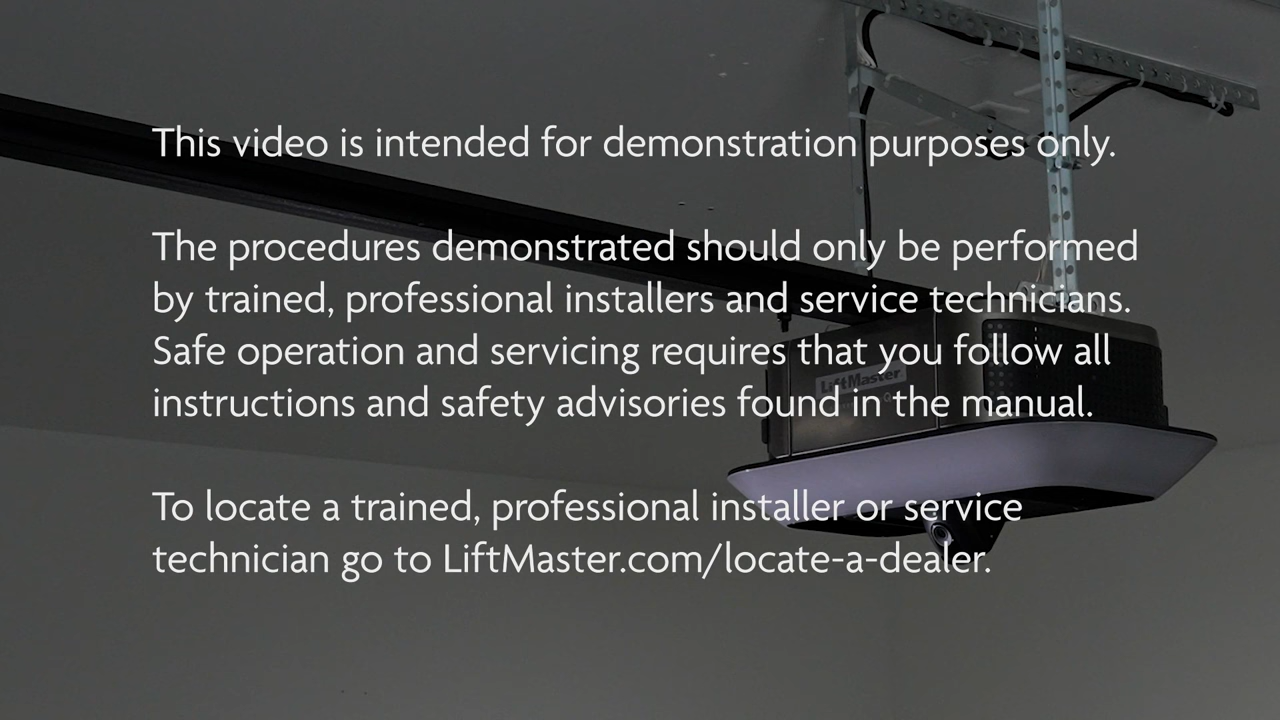 This video is intended for demonstration purposes only.
The procedures demonstrated should only be performed
by trained, professional installers and service technicians.
Safe operation and servicing requires that you follow all
instructions and safety advisories found in the manual.
To locate a trained, professional installer or service
technician go to LiftMaster.com/locate-a-dealer.
LiftMaster